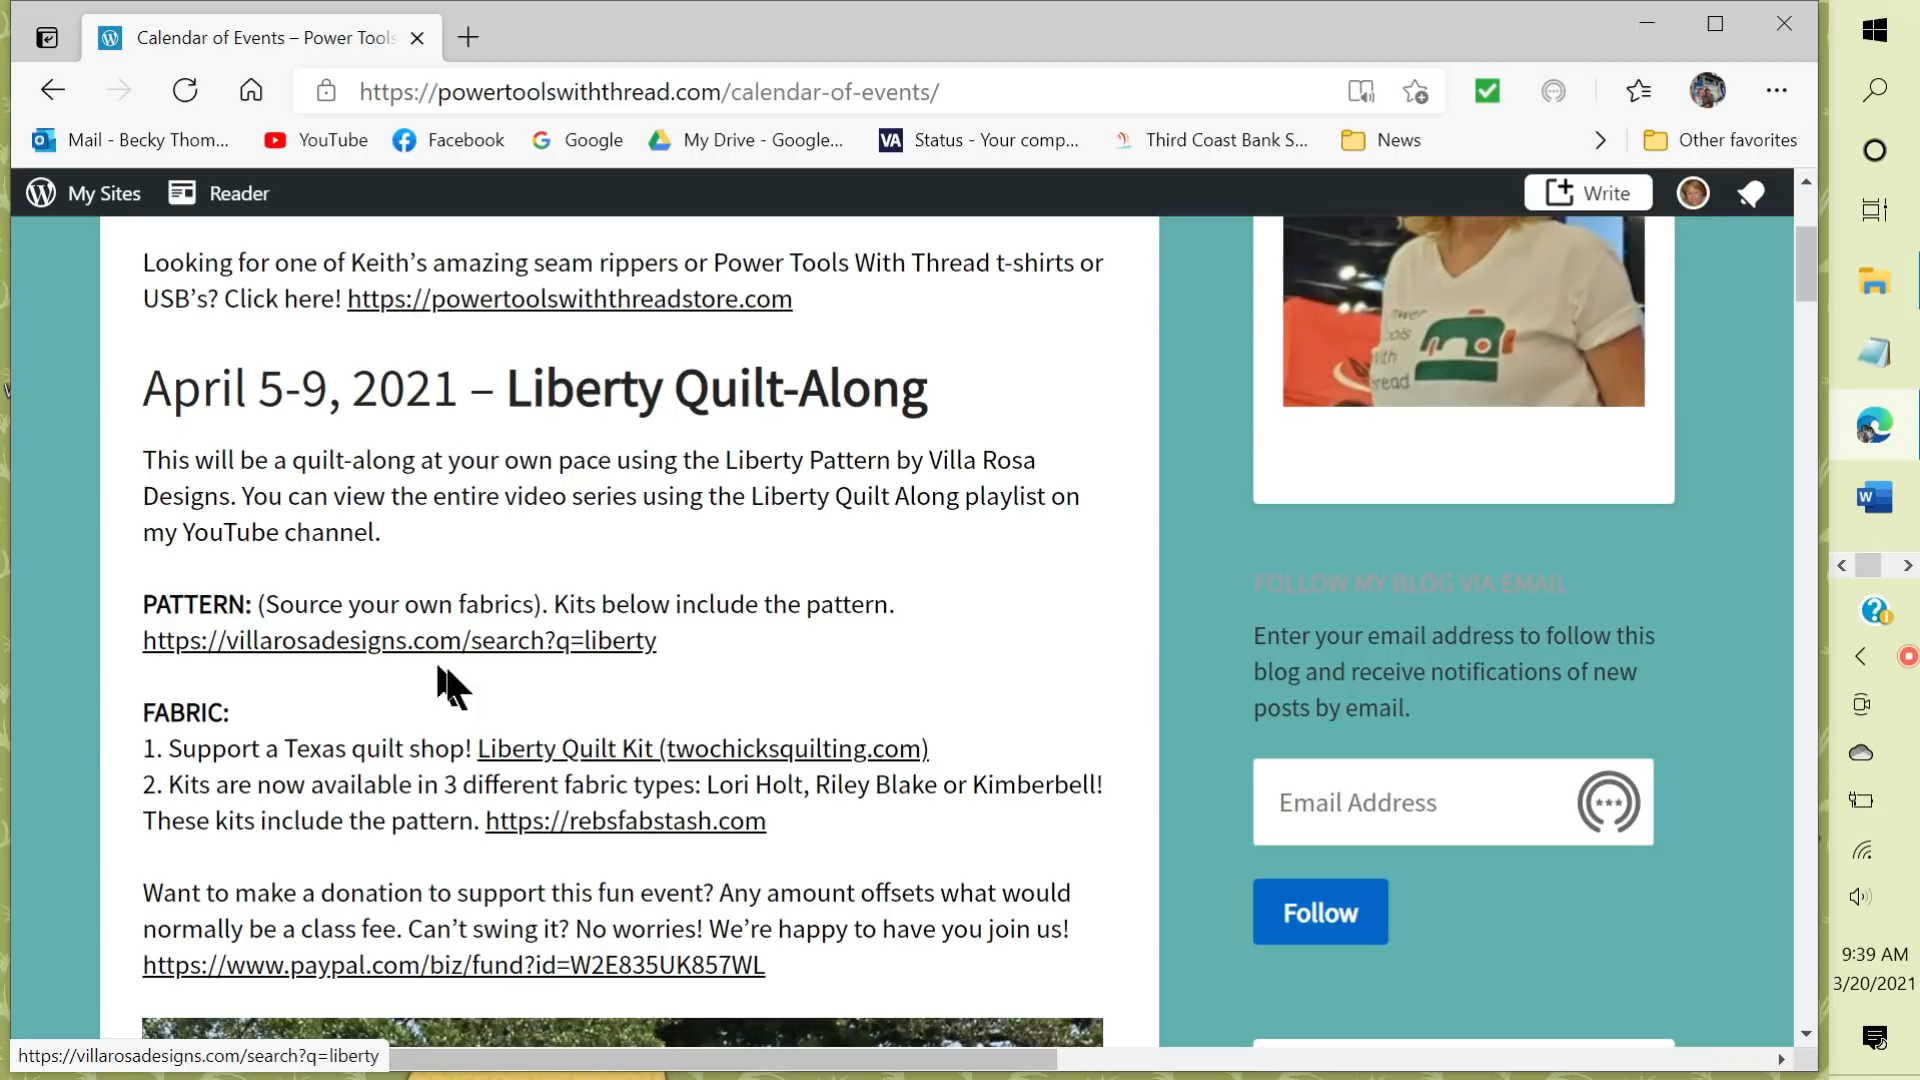 Calendar of Events – Power Tools
https://powertoolswiththread.com/calendar-of-events/
Mail - Becky Thom... YouTube Facebook Google My Drive - Google... VA Status - Your comp... Third Coast Bank S... News Other favorites
My Sites Reader Write
Looking for one of Keith’s amazing seam rippers or Power Tools With Thread t-shirts or
USB’s? Click here! https://powertoolswiththreadstore.com
April 5-9, 2021 – Liberty Quilt-Along
This will be a quilt-along at your own pace using the Liberty Pattern by Villa Rosa
Designs. You can view the entire video series using the Liberty Quilt Along playlist on
my YouTube channel.
PATTERN: (Source your own fabrics). Kits below include the pattern.
https://villarosadesigns.com/search?q=liberty
FABRIC:
1. Support a Texas quilt shop! Liberty Quilt Kit (twochicksquilting.com)
2. Kits are now available in 3 different fabric types: Lori Holt, Riley Blake or Kimberbell!
These kits include the pattern. https://rebsfabstash.com
Want to make a donation to support this fun event? Any amount offsets what would
normally be a class fee. Can’t swing it? No worries! We’re happy to have you join us!
https://www.paypal.com/biz/fund?id=W2E835UK857WL
https://villarosadesigns.com/search?q=liberty
FOLLOW MY BLOG VIA EMAIL
Enter your email address to follow this
blog and receive notifications of new
posts by email.
Email Address
Follow
W
9:39 AM
3/20/2021